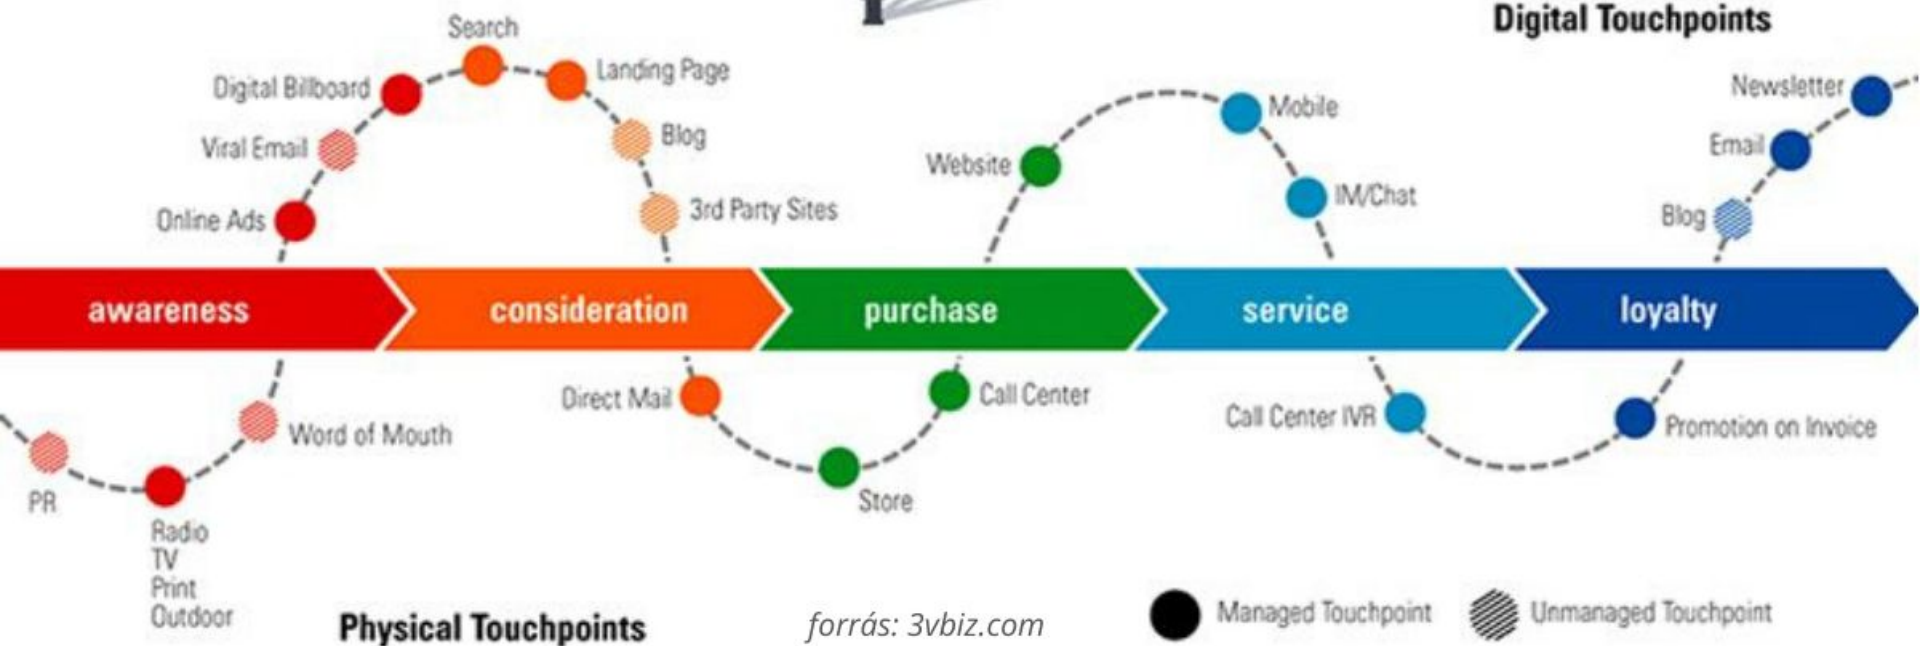 Digital Touchpoints
Search
Digital Billboard
Landing Page
Newsletter
Viral Email
Blog
Mobile
Email
Website
Online Ads
3rd Party Sites
IM/Chat
Blog
awareness
consideration
purchase
service
loyalty
Direct Mail
Call Center
Word of Mouth
Call Center IVR
Promotion on Invoice
PR
Store
Radio
TV
Print
Outdoor
Physical Touchpoints
forrás: 3vbiz.com
Managed Touchpoint
Unmanaged Touchpoint